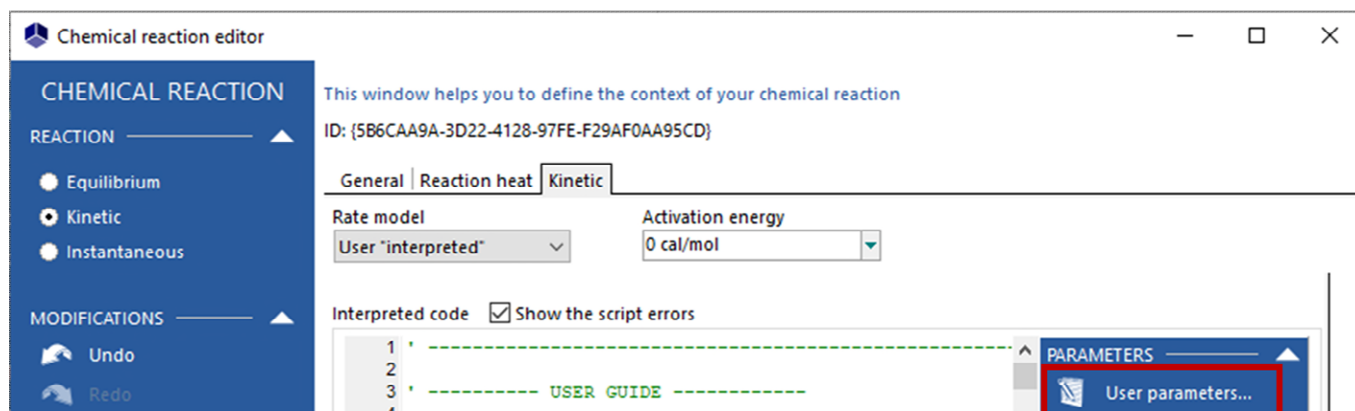 Chemical reaction editor
CHEMICAL REACTION
REACTION
Equilibrium
Kinetic
Instantaneous
MODIFICATIONS
Undo
Redo
This window helps you to define the context of your chemical reaction
ID: {5B6CAA9A-3D22-4128-97FE-F29AF0AA95CD}
General Reaction heat Kinetic
Rate model Activation energy
User "interpreted" 0 cal/mol
Interpreted code Show the script errors
1 ' ----------------------------------------------------
2
3 ' ---------- USER GUIDE ------------
PARAMETERS
User parameters...